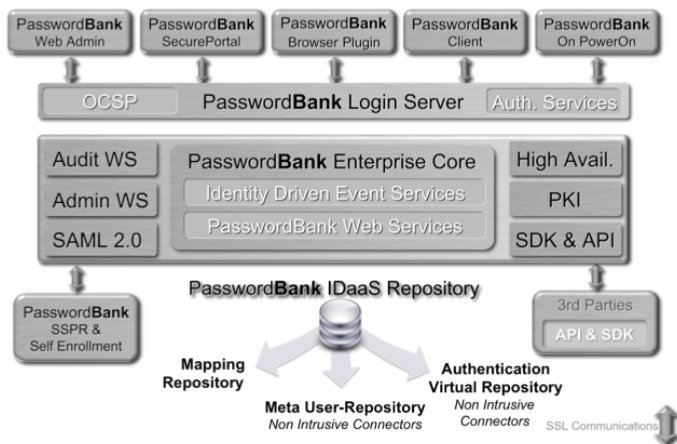 PasswordBank
Web Admin
PasswordBank
SecurePortal
PasswordBank
Browser Plugin
PasswordBank
Client
PasswordBank
On PowerOn
OCSP
PasswordBank Login Server
Auth. Services
Audit WS
Admin WS
SAML 2.0
PasswordBank Enterprise Core
Identity Driven Event Services
PasswordBank Web Services
High Avail.
PKI
SDK & API
PasswordBank
SSPR &
Self Enrollment
PasswordBank IDaaS Repository
3rd Parties
API & SDK
Mapping
Repository
Meta User-Repository
Non Intrusive Connectors
Authentication
Virtual Repository
Non Intrusive
Connectors
SSL Communications